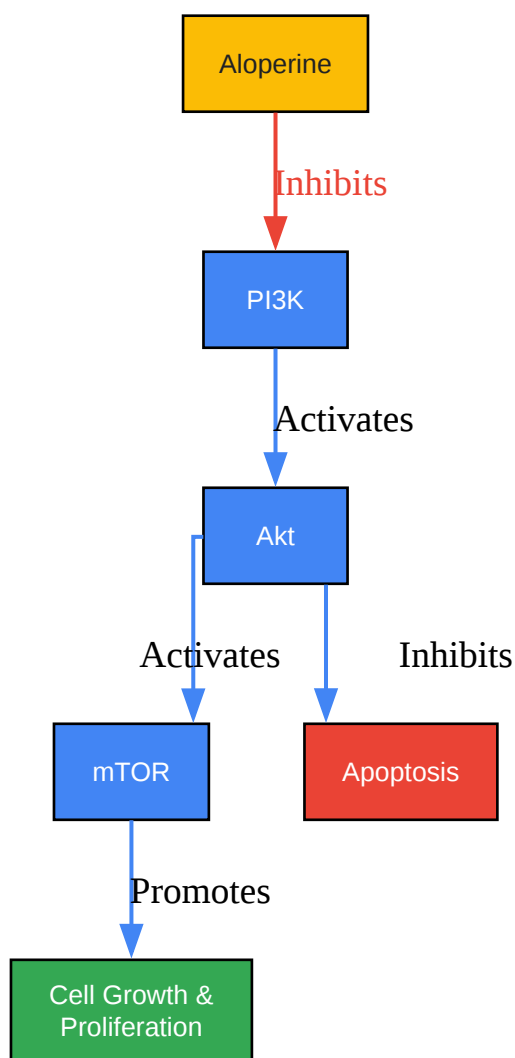 Aloperine
Inhibits
PI3K
Activates
Akt
Activates
Inhibits
mTOR
Apoptosis
Promotes
Cell Growth &
Proliferation